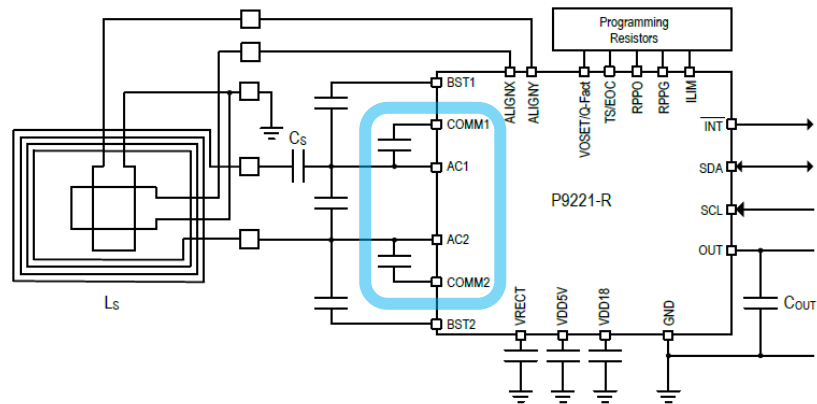 Programming
Resistors
BST1
COMM1
AC1
AC2
COMM2
BST2
ALIGNX
ALIGNY
VOSET/Q-Fact
TS/EOC
RPPO
RPPG
ILIM
INT
SDA
SCL
OUT
P9221-R
CS
LS
COUT
VRECT
VDD5V
VDD18
GND